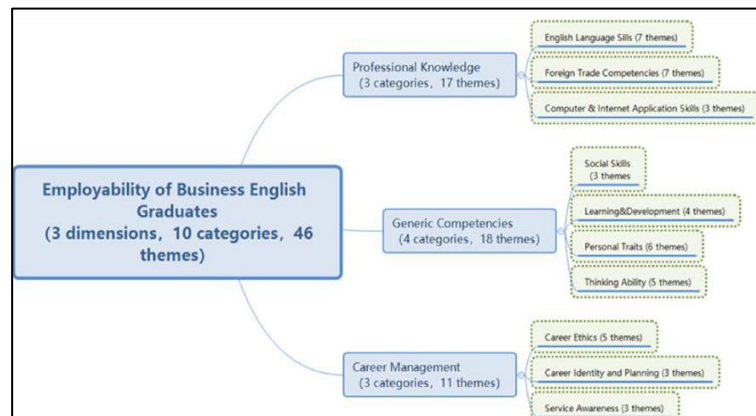 Employability of Business English
Graduates
(3 dimensions, 10 categories, 46
themes)
Professional Knowledge
(3 categories, 17 themes)
English Language Sills (7 themes)
Foreign Trade Competencies (7 themes)
Computer & Internet Application Skills (3 themes)
Generic Competencies
(4 categories, 18 themes)
Social Skills
(3 themes
Learning&Development (4 themes)
Personal Traits (6 themes)
Thinking Ability (5 themes)
Career Management
(3 categories, 11 themes)
Career Ethics (5 themes)
Career Identity and Planning (3 themes)
Service Awareness (3 themes)